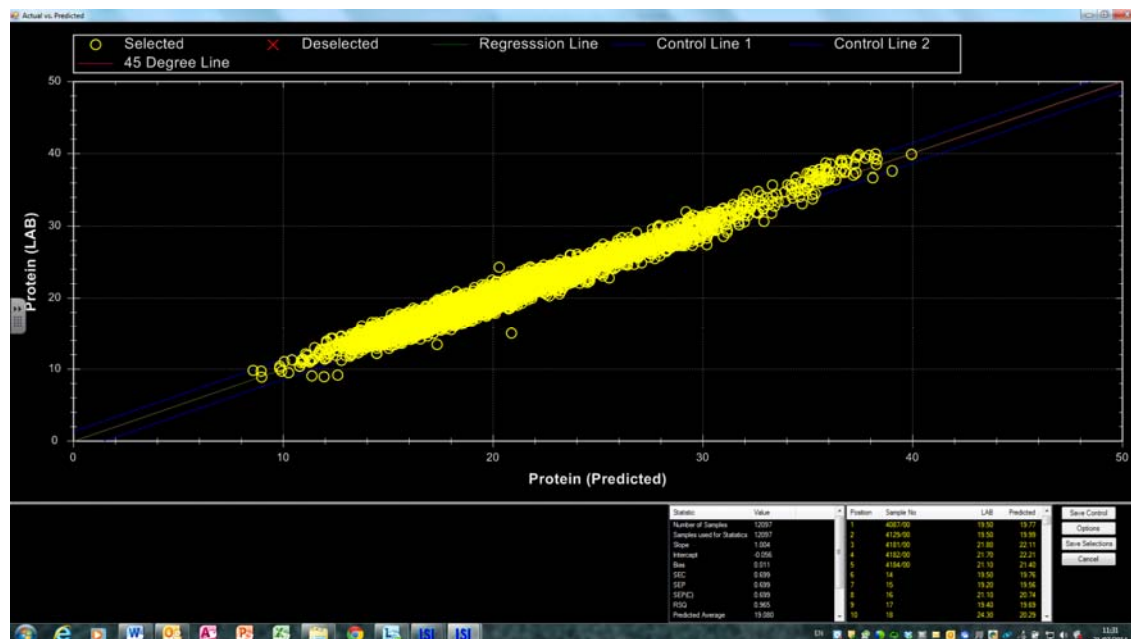 Actual vs. Predicted
Selected Deselected Regresssion Line Control Line 1 Control Line 2
45 Degree Line
50
40
30
20
10
0
Protein (LAB)
0 10 20 30 40 50
Protein (Predicted)
Statistic Value
Number of Samples 12097
Samples used for Statistics 12097
Slope 1.004
Intercept -0.056
Bias 0.011
SEC 0.699
SEP 0.699
SEP(C) 0.699
RSQ 0.965
Predicted Average 19.080
Position Sample No LAB Predicted
1 4087/00 19.50 19.77
2 4129/00 19.50 19.99
3 4181/00 21.80 22.11
4 4182/00 21.70 22.21
5 4184/00 21.10 21.40
6 14 19.50 19.76
7 15 19.20 19.56
8 16 21.10 20.74
9 17 19.40 19.69
10 18 24.30 20.29
Save Control
Options
Save Selections
Cancel
ISI ISI
EN
11:31